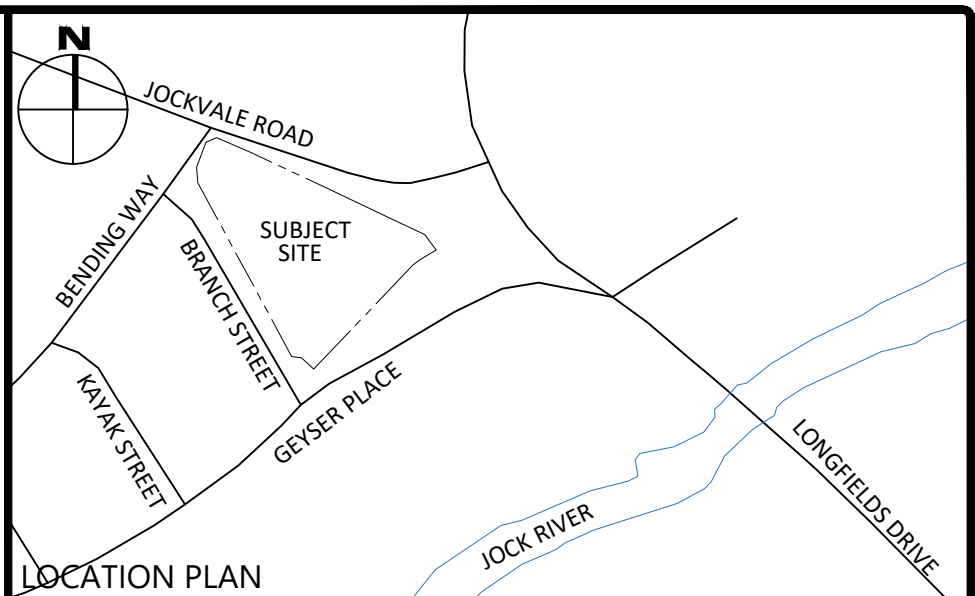 N
JOCKVALE ROAD
BENDING WAY
SUBJECT
SITE
BRANCH STREET
KAYAK STREET
GEYSER PLACE
LONGFIELDS DRIVE
JOCK RIVER
LOCATION PLAN